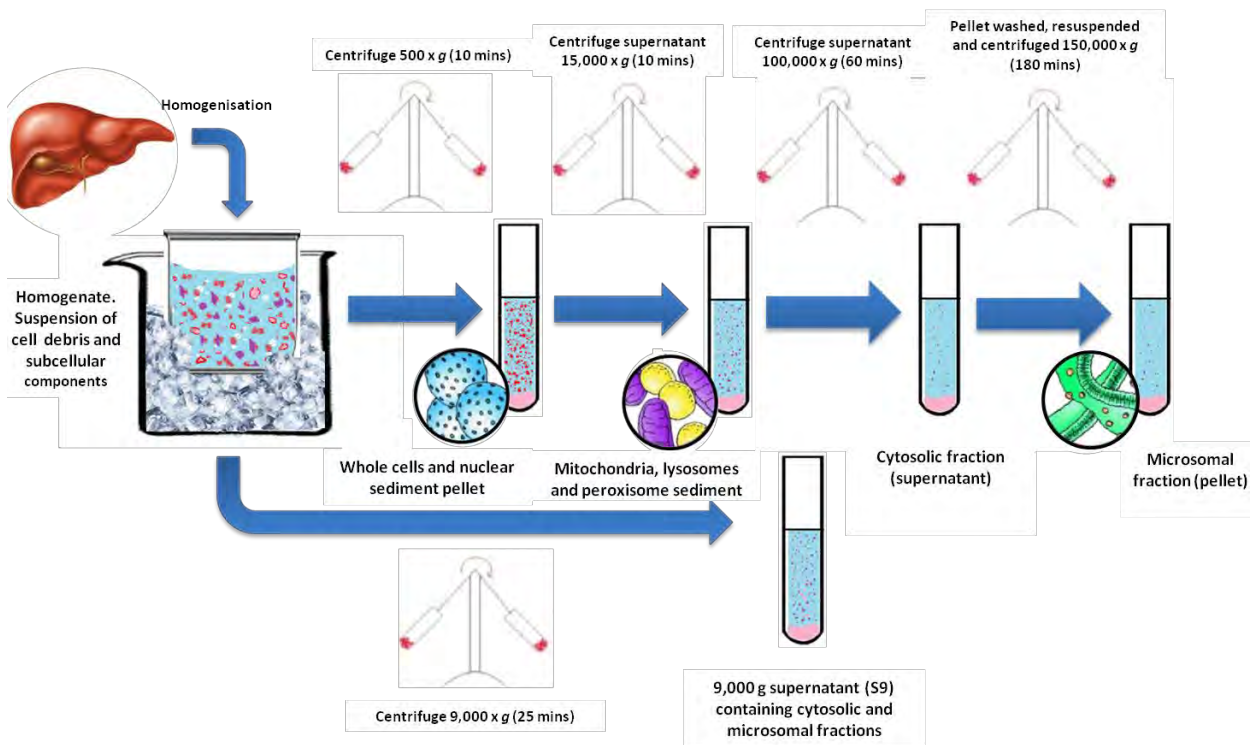 Centrifuge 500 x g (10 mins)
Centrifuge supernatant
15,000 x g (10 mins)
Centrifuge supernatant
100,000 x g (60 mins)
Pellet washed, resuspended
and centrifuged 150,000 x g
(180 mins)
Homogenisation
Homogenate.
Suspension of
cell debris and
subcellular
components
Whole cells and nuclear
sediment pellet
Mitochondria, lysosomes
and peroxisome sediment
Cytosolic fraction
(supernatant)
Microsomal
fraction (pellet)
Centrifuge 9,000 x g (25 mins)
9,000 g supernatant (S9)
containing cytosolic and
microsomal fractions